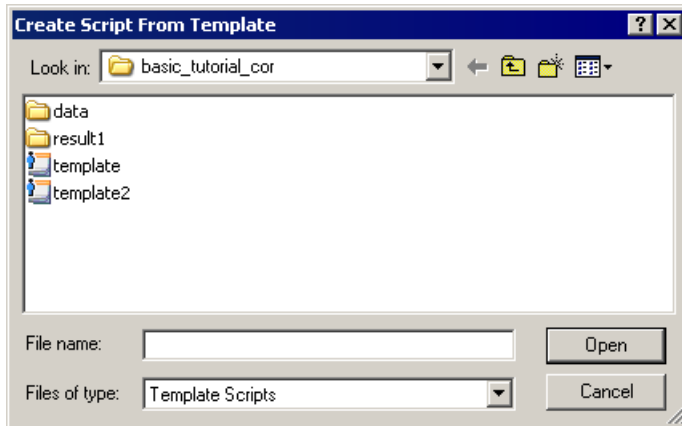 Create Script From Template
Look in: basic_tutorial_cor
data
result1
template
template2
File name:
Open
Files of type: Template Scripts
Cancel